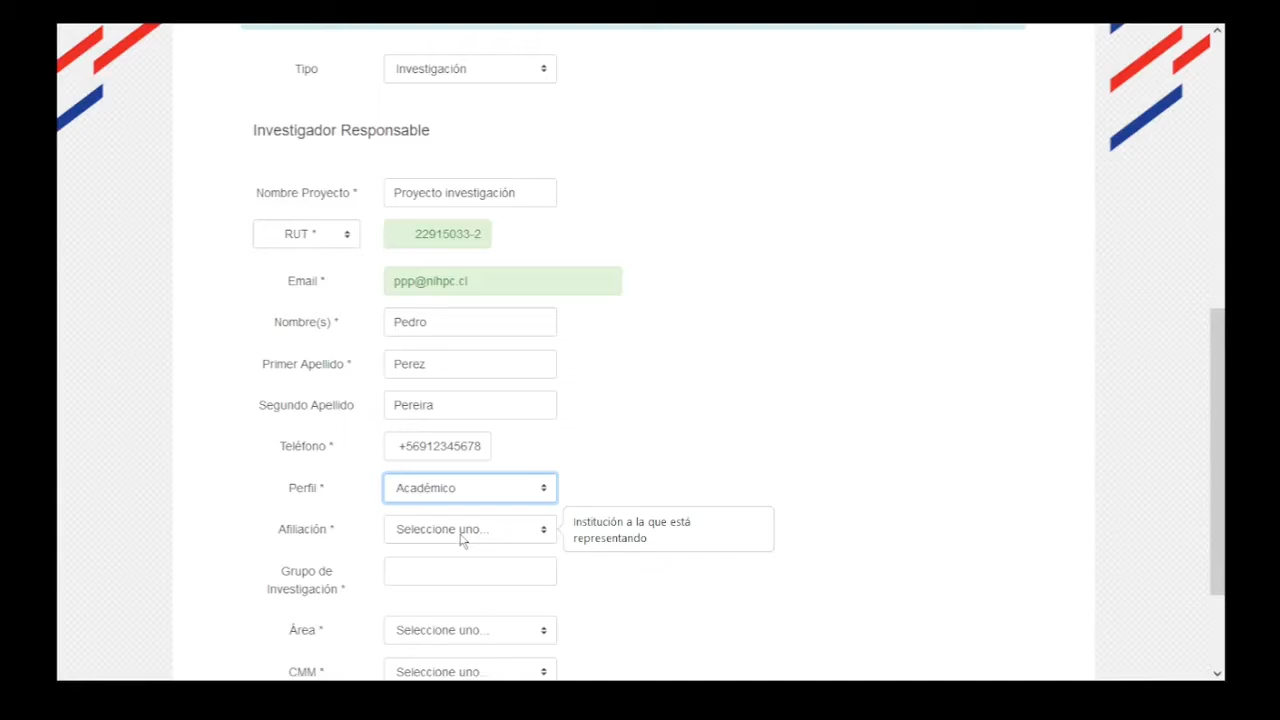 Tipo Investigación
Investigador Responsable
Nombre Proyecto * Proyecto investigación
RUT * 22915033-2
Email * ppp@nlhpc.cl
Nombre(s) * Pedro
Primer Apellido * Perez
Segundo Apellido Pereira
Teléfono * +56912345678
Perfil * Académico
Afiliación * Seleccione uno...
Institución a la que está
representando
Grupo de
Investigación *
Área * Seleccione uno...
CMM * Seleccione uno...